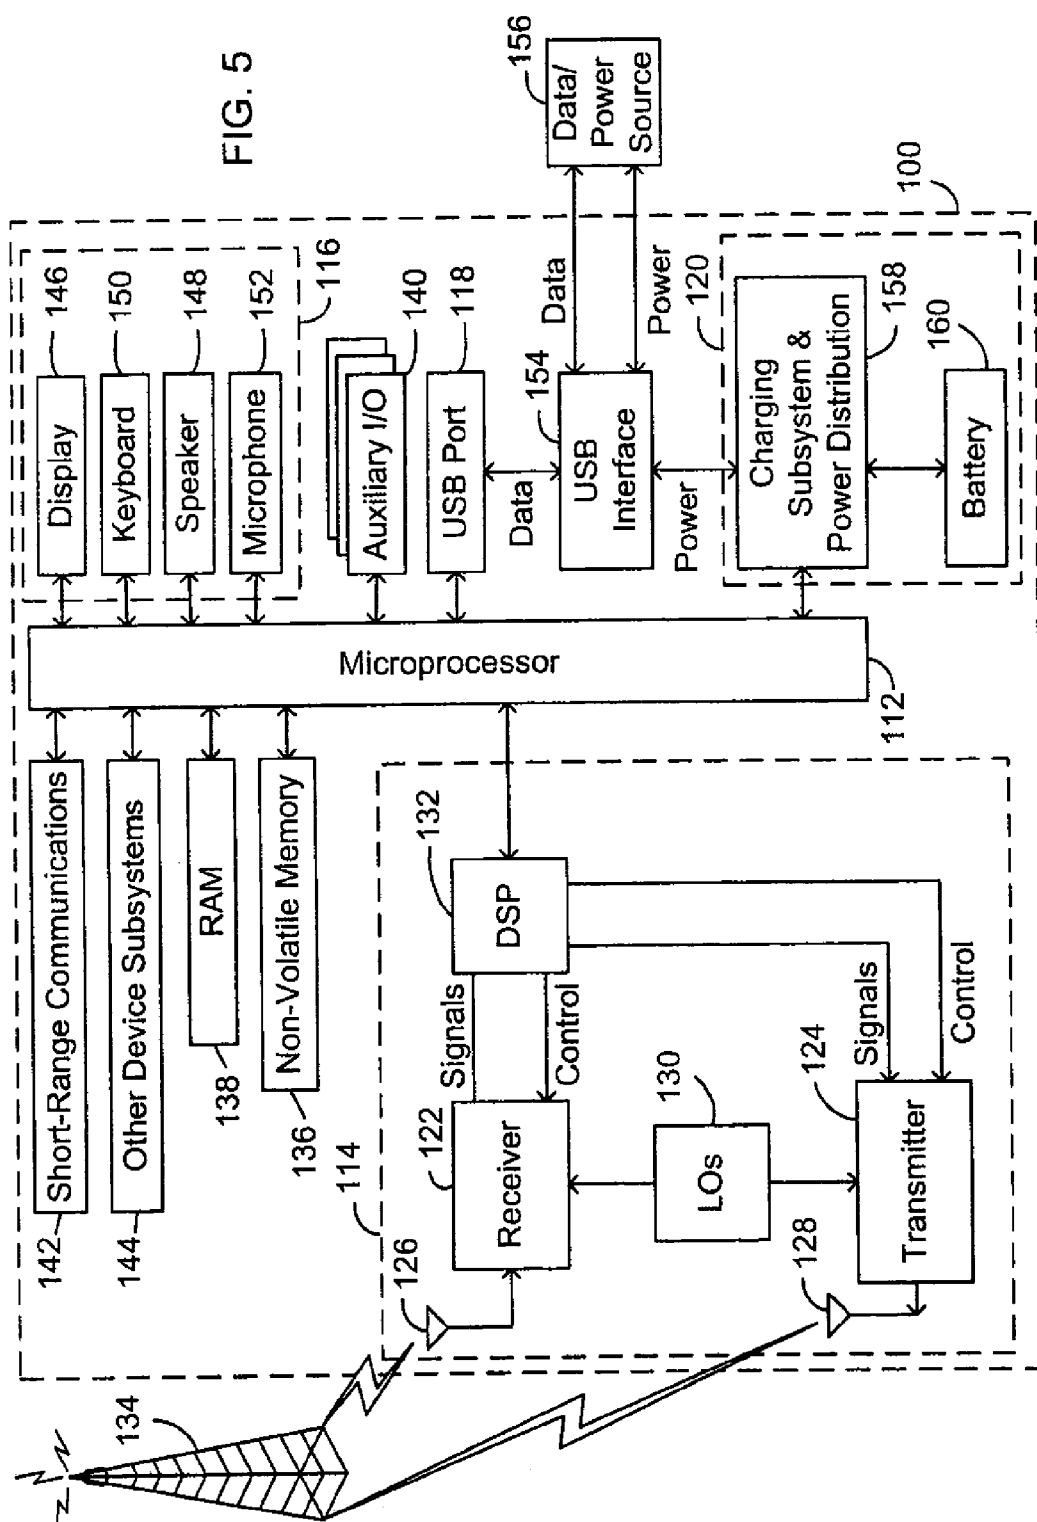 FIG. 5
134
142
Short-Range Communications
144
Other Device Subsystems
138
RAM
136
Non-Volatile Memory
Microprocessor
112
Display
146
Keyboard
150
Speaker
148
Microphone
152
116
Auxiliary I/O
140
USB Port
118
Data
USB
Interface
154
Data
Power
Data/
Power
Source
156
Power
120
Charging
Subsystem &
Power Distribution
158
Battery
160
100
114
126
122
Receiver
Signals
Control
DSP
132
LOs
130
128
124
Transmitter
Signals
Control